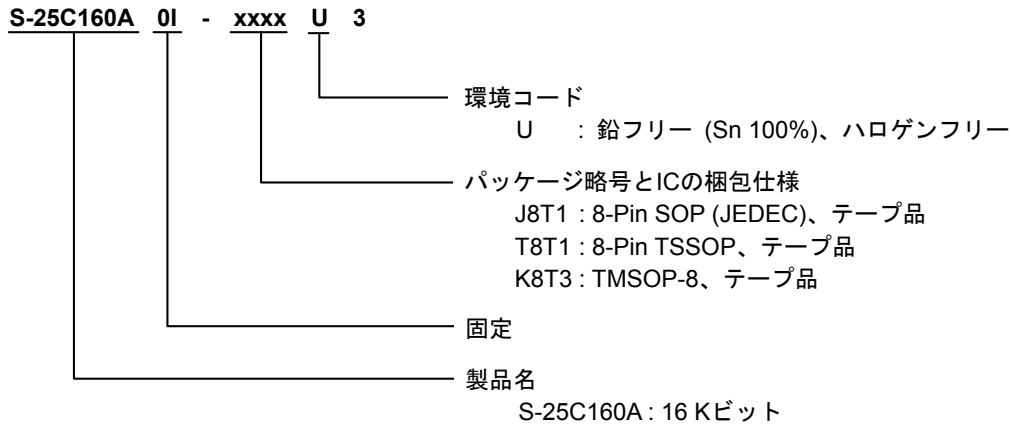 S-25C160A 0I - xxxx U 3
環境コード
U : 鉛フリー (Sn 100%)、ハロゲンフリー
パッケージ略号とICの梱包仕様
J8T1 : 8-Pin SOP (JEDEC)、テープ品
T8T1 : 8-Pin TSSOP、テープ品
K8T3 : TMSOP-8、テープ品
固定
製品名
S-25C160A : 16 Kビット